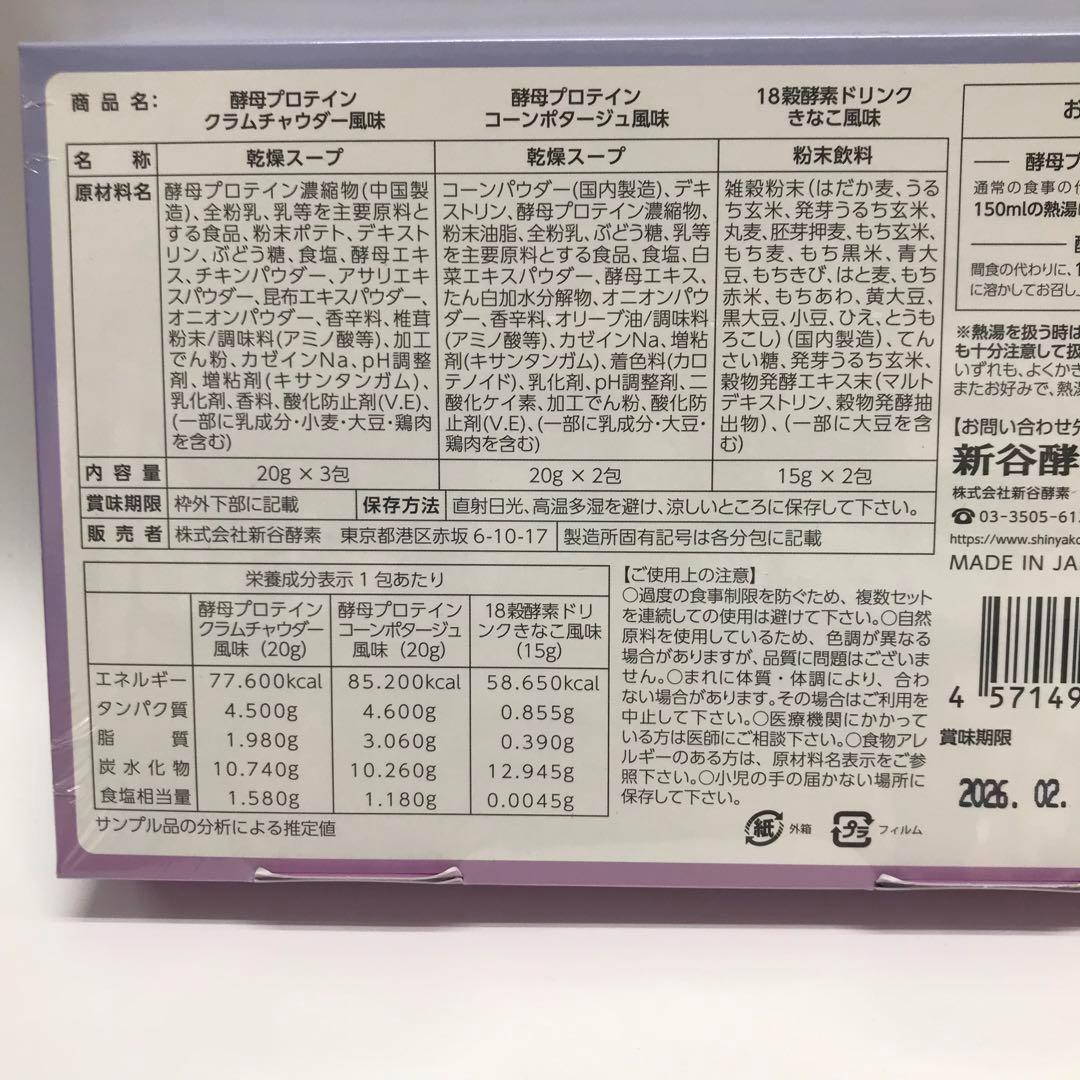 商品名:
酵母プロテイン
クラムチャウダー風味
酵母プロテイン
コーンポタージュ風味
18穀酵素ドリンク
きなこ風味
名 称
乾燥スープ
乾燥スープ
粉末飲料
原材料名
酵母プロテイン濃縮物(中国製
造)、全粉乳、乳等を主要原料と
する食品、粉末ポテト、デキスト
リン、ぶどう糖、食塩、酵母エキ
ス、チキンパウダー、アサリエキ
スパウダー、昆布エキスパウダー、
オニオンパウダー、香辛料、椎茸
粉末/調味料(アミノ酸等)、加工
でん粉、カゼインNa、pH調整
剤、増粘剤(キサンタンガム)、
乳化剤、香料、酸化防止剤(V.E)、
(一部に乳成分・小麦・大豆・鶏肉
を含む)
コーンパウダー(国内製造)、デキ
ストリン、酵母プロテイン濃縮物、
粉末油脂、全粉乳、ぶどう糖、乳等
を主要原料とする食品、食塩、白
菜エキスパウダー、酵母エキス、
たん白加水分解物、オニオンパウ
ダー、香辛料、オリーブ油/調味料
(アミノ酸等)、カゼインNa、増粘
剤(キサンタンガム)、着色料(カロ
テノイド)、乳化剤、pH調整剤、二
酸化ケイ素、加工でん粉、酸化防
止剤(V.E)、(一部に乳成分・大豆・
鶏肉を含む)
雑穀粉末(はだか麦、うる
ち玄米、発芽うるち玄米、
丸麦、胚芽押麦、もち玄米、
もち麦、もち黒米、青大
豆、もちきび、はと麦、もち
赤米、もちあわ、黄大豆、
黒大豆、小豆、ひえ、とうも
ろこし)(国内製造)、てん
さい糖、発芽うるち玄米、
穀物発酵エキス末(マルト
デキストリン、穀物発酵抽
出物)、(一部に大豆を含
む)
内容量
20g×3包
20g×2包
15g×2包
賞味期限
枠外下部に記載
保存方法
直射日光、高温多湿を避け、涼しいところに保存して下さい。
販売者
株式会社新谷酵素 東京都港区赤坂6-10-17
製造所固有記号は各分包に記載
栄養成分表示1包あたり
酵母プロテイン
クラムチャウダー
風味(20g)
酵母プロテイン
コーンポタージュ
風味(20g)
18穀酵素ドリ
ンクきなこ風味
(15g)
エネルギー 77.600kcal 85.200kcal 58.650kcal
タンパク質 4.500g 4.600g 0.855g
脂質 1.980g 3.060g 0.390g
炭水化物 10.740g 10.260g 12.945g
食塩相当量 1.580g 1.180g 0.0045g
サンプル品の分析による推定値
【ご使用上の注意】
○過度の食事制限を防ぐため、複数セット
を連続しての使用は避けて下さい。○自然
原料を使用しているため、色調が異なる
場合がありますが、品質に問題はございま
せん。○まれに体質・体調により、合わ
ない場合があります。その場合はご利用を
中止して下さい。○医療機関にかかって
いる方は医師にご相談下さい。○食物アレ
ルギーのある方は、原材料名表示をご参
照下さい。○小児の手の届かない場所に
保存して下さい。
紙 外箱
プラ フィルム
お
酵母プ
通常の食事の代
150mlの熱湯
間食の代わりに、1
に溶かしてお召し上
※熱湯を扱う時は
も十分注意して扱
いずれも、よくかき
またお好みで、熱湯
【お問い合わせ先
新谷酵
株式会社新谷酵素
☎03-3505-61
https://www.shinyako
MADE IN JA
4 57149
賞味期限
2026.02.